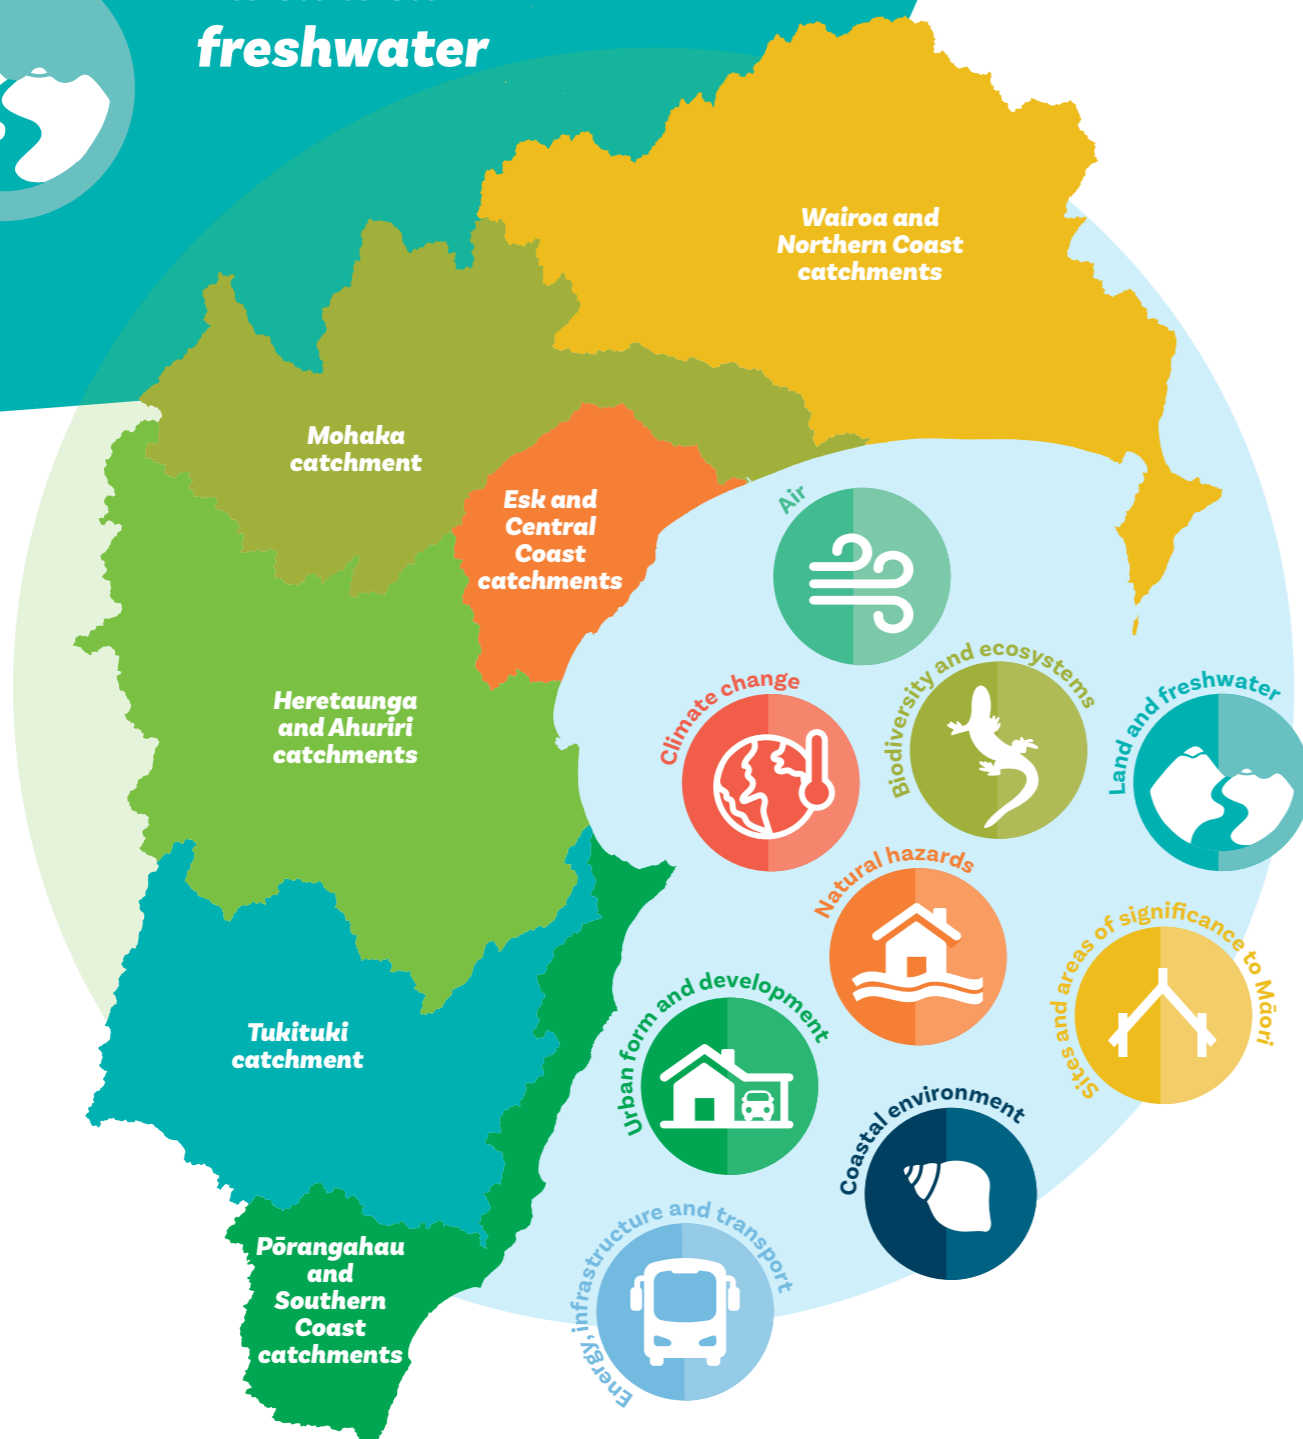 freshwater
Wairoa and
Northern Coast
catchments
Mohaka
catchment
Esk and
Central
Coast
catchments
Air
Biodiversity and ecosystems
Climate change
Land and freshwater
Heretaunga
and Ahuriri
catchments
Natural hazards
Sites and areas of significance to Māori
Urban form and development
Tukituki
catchment
Coastal environment
Energy, infrastructure and transport
Pōrangahau
and
Southern
Coast
catchments